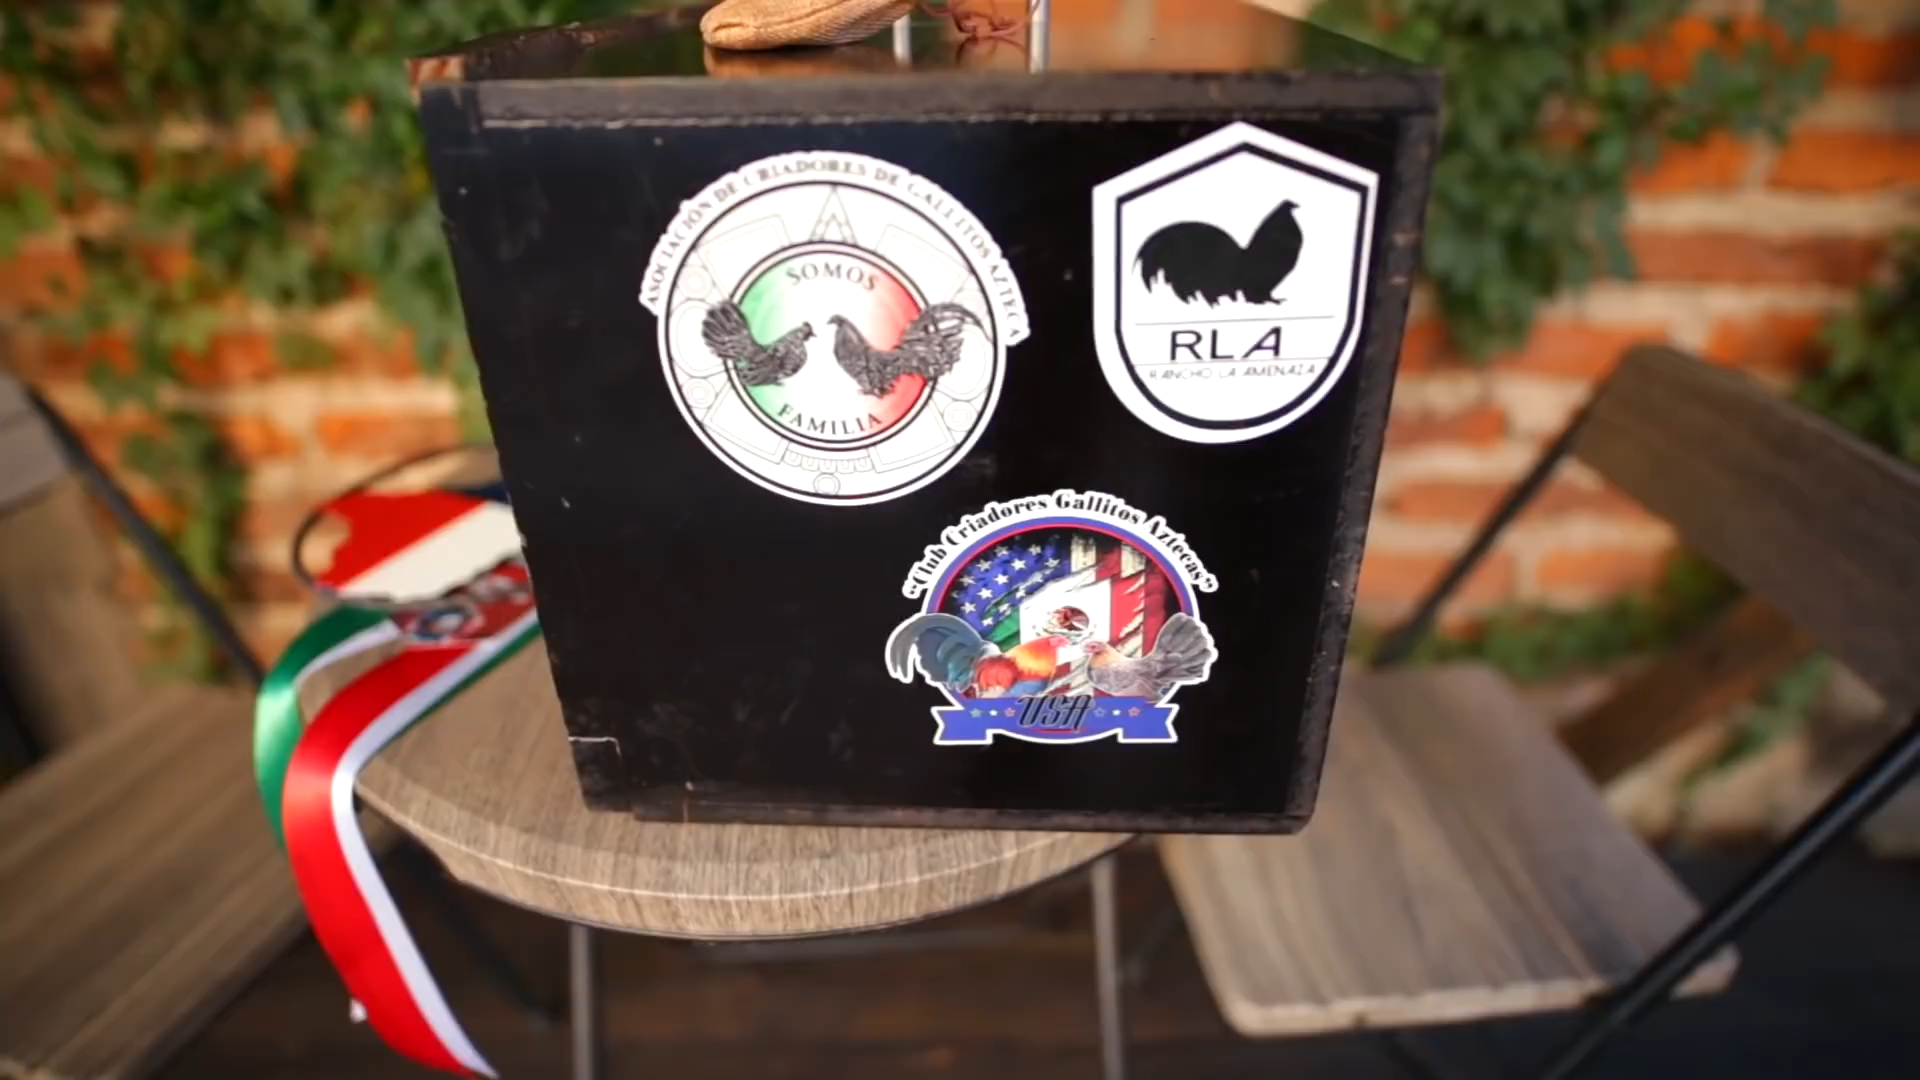 ASOCIACIÓN DE CRIADORES DE GALLITOS AZTECA
SOMOS
FAMILIA
RLA
RANCHO LA AMENAZA
"Club Criadores Gallitos Aztecas"
USA